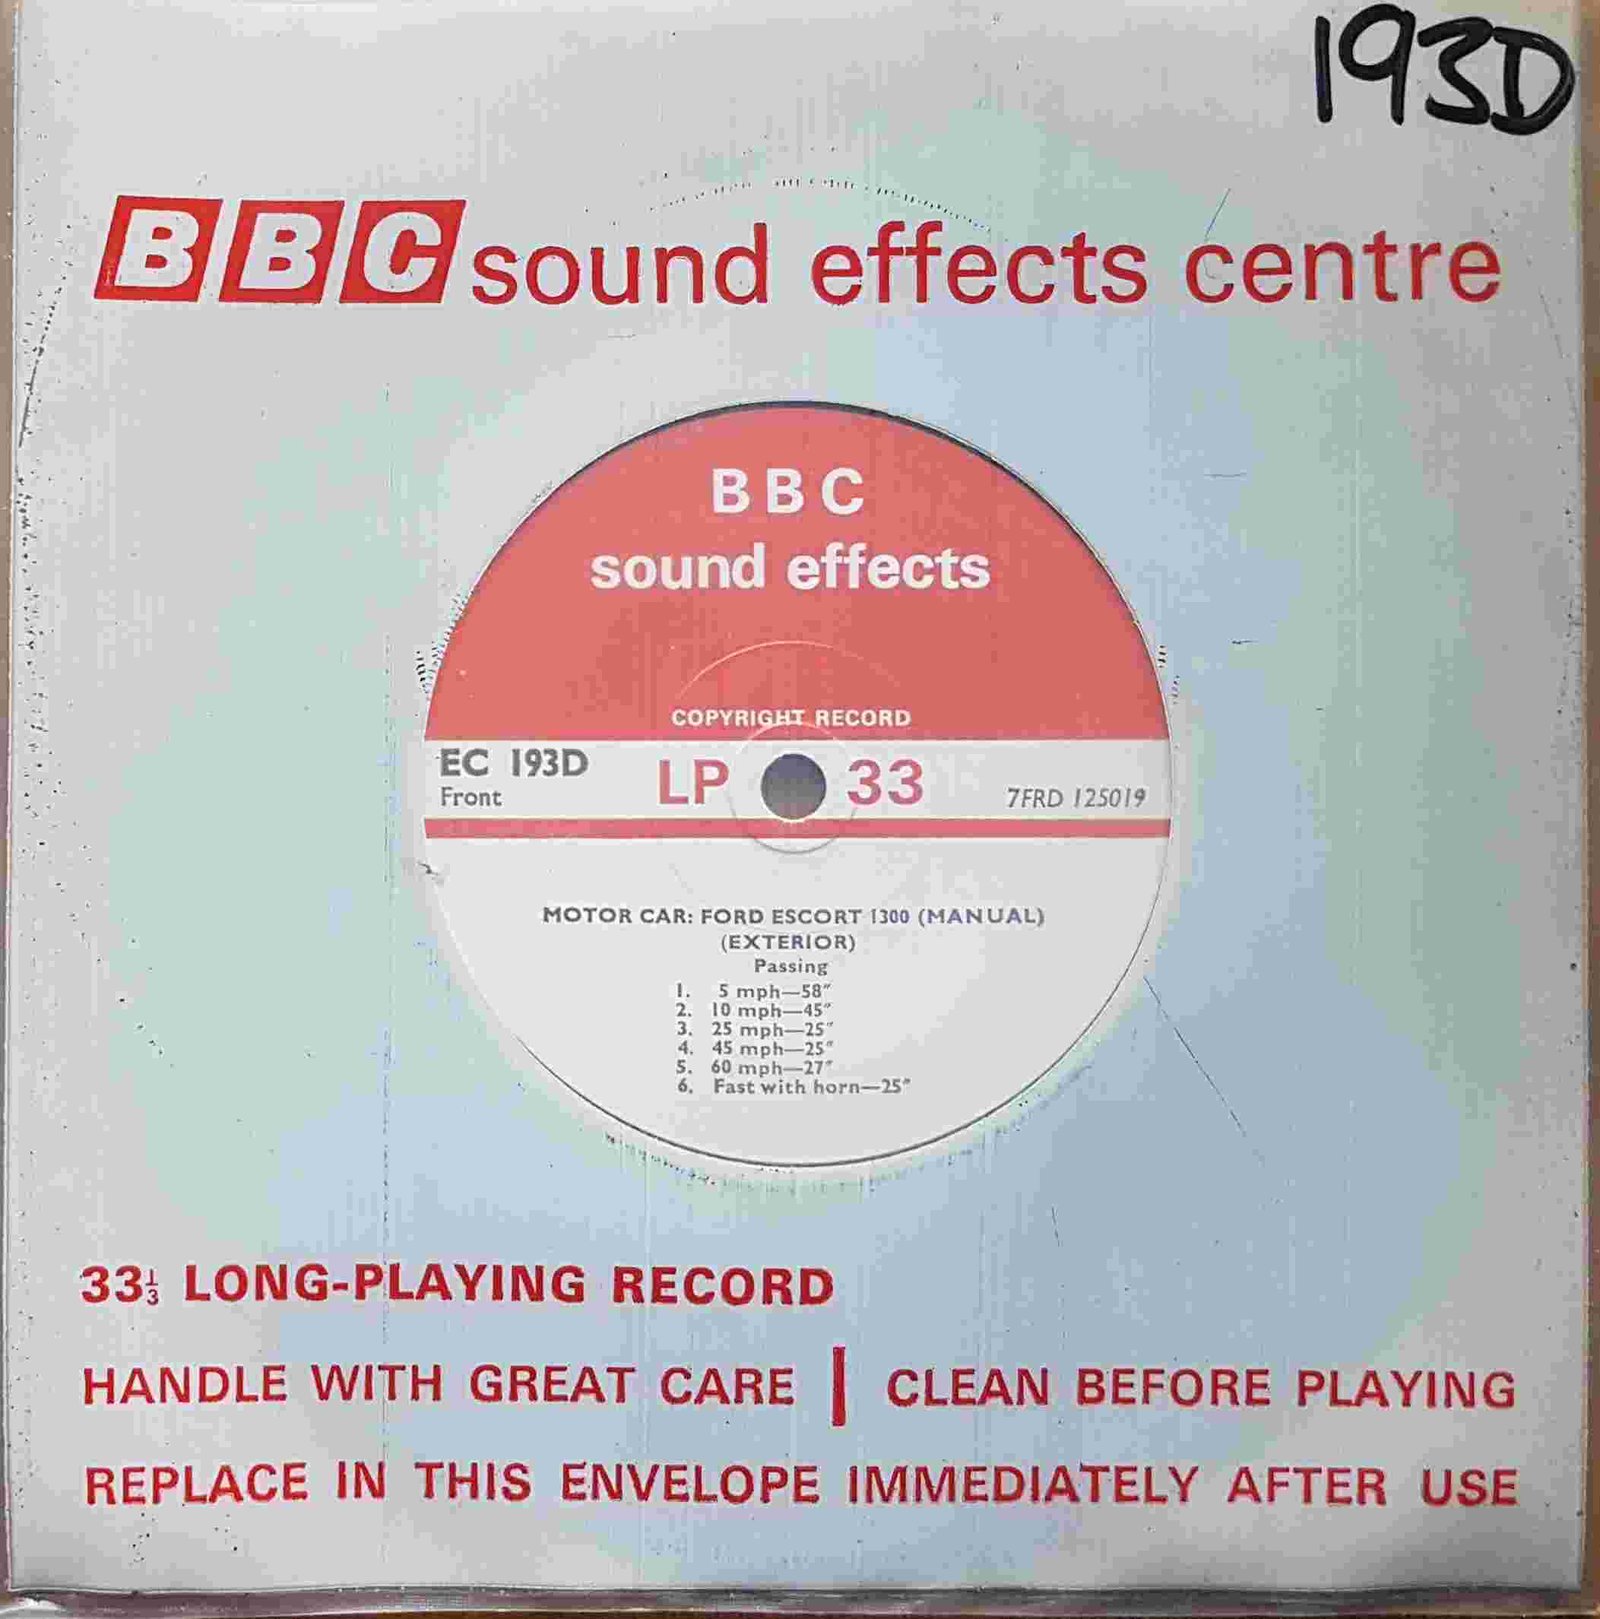 193D
BBC sound effects centre
BBC
sound effects
COPYRIGHT RECORD
EC 193D
Front
LP 33
7FRD 125019
MOTOR CAR: FORD ESCORT 1300 (MANUAL)
(EXTERIOR)
Passing
1. 5 mph—58″
2. 10 mph—45″
3. 25 mph—25″
4. 45 mph—25″
5. 60 mph—27″
6. Fast with horn—25″
33⅓ LONG-PLAYING RECORD
HANDLE WITH GREAT CARE | CLEAN BEFORE PLAYING
REPLACE IN THIS ENVELOPE IMMEDIATELY AFTER USE